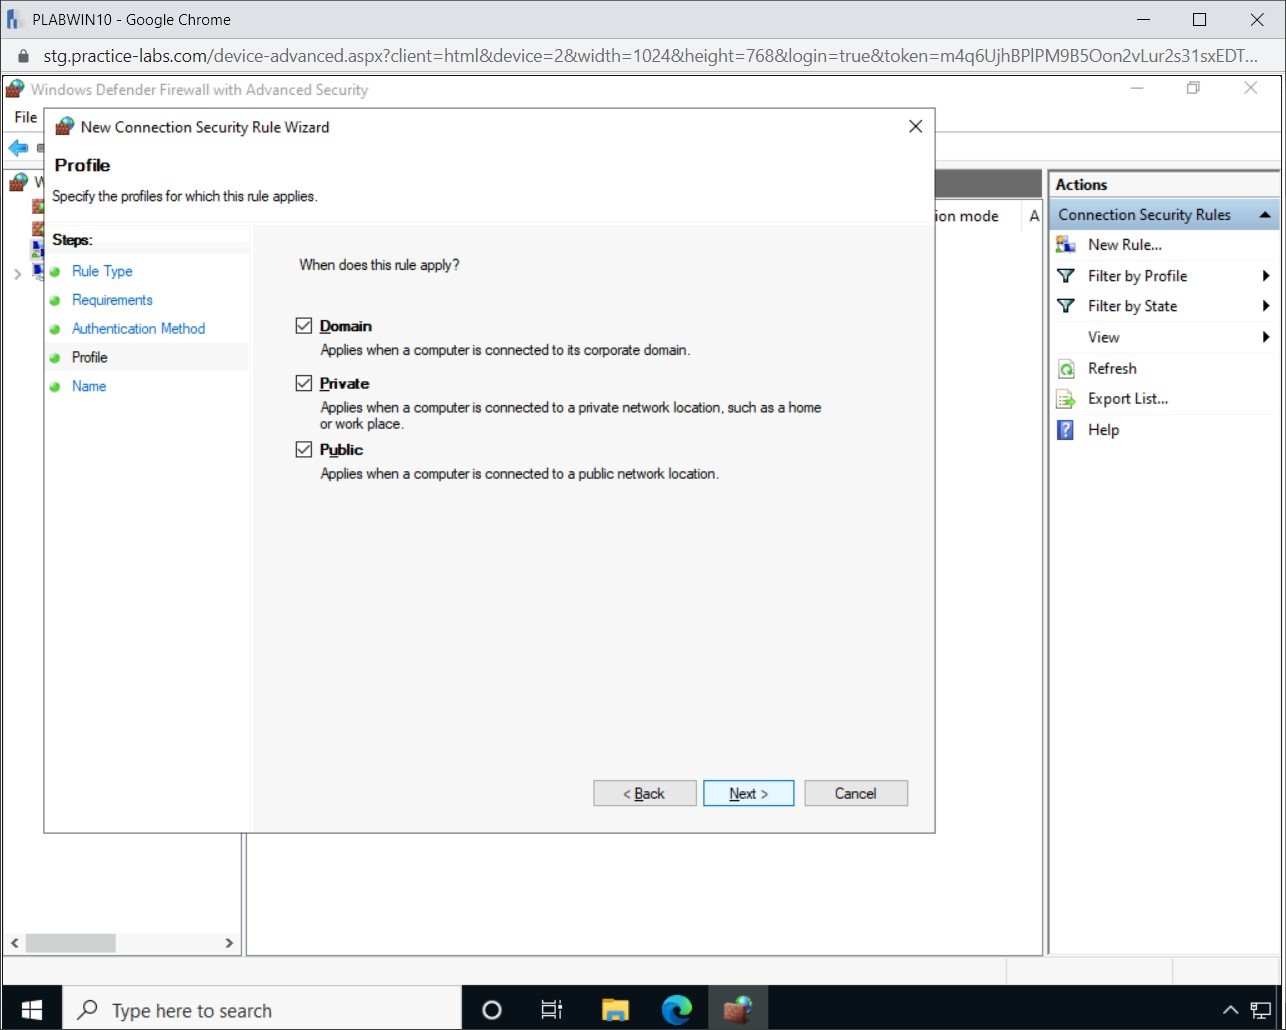 PLABWIN10 - Google Chrome
stg.practice-labs.com/device-advanced.aspx?client=html&device=2&width=1024&height=768&login=true&token=m4q6UjhBPlPM9B5Oon2vLur2s31sxEDT...
Windows Defender Firewall with Advanced Security
File
New Connection Security Rule Wizard
Profile
Specify the profiles for which this rule applies.
Steps:
Rule Type
Requirements
Authentication Method
Profile
Name
When does this rule apply?
Domain
Applies when a computer is connected to its corporate domain.
Private
Applies when a computer is connected to a private network location, such as a home
or work place.
Public
Applies when a computer is connected to a public network location.
< Back
Next >
Cancel
W
ion mode
A
Actions
Connection Security Rules
New Rule...
Filter by Profile
Filter by State
View
Refresh
Export List...
Help
Type here to search